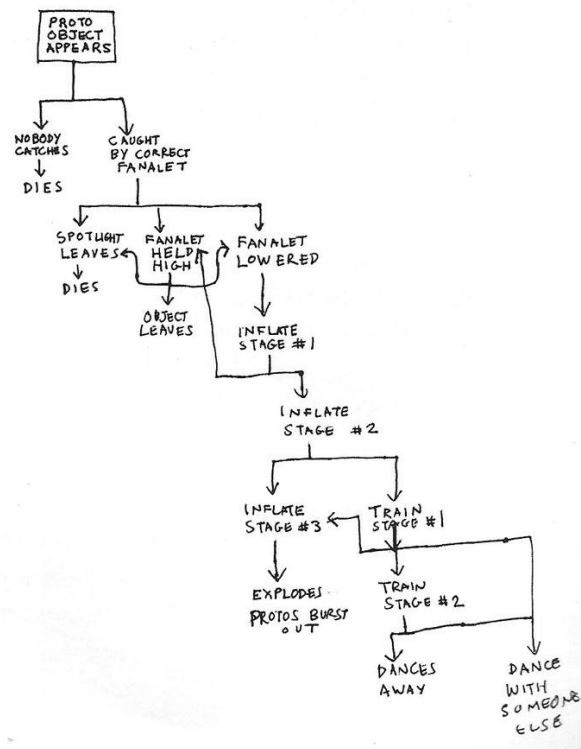 PROTO
OBJECT
APPEARS
NOBODY
CATCHES
DIES
CAUGHT
BY CORRECT
FANALET
SPOTLIGHT
LEAVES
DIES
FANALET
HELD
HIGH
OBJECT
LEAVES
FANALET
LOWERED
INFLATE
STAGE #1
INFLATE
STAGE #2
INFLATE
STAGE #3
EXPLODES
PROTOS BURST
OUT
TRAIN
STAGE #1
TRAIN
STAGE #2
DANCES
AWAY
DANCE
WITH
SOMEONE
ELSE